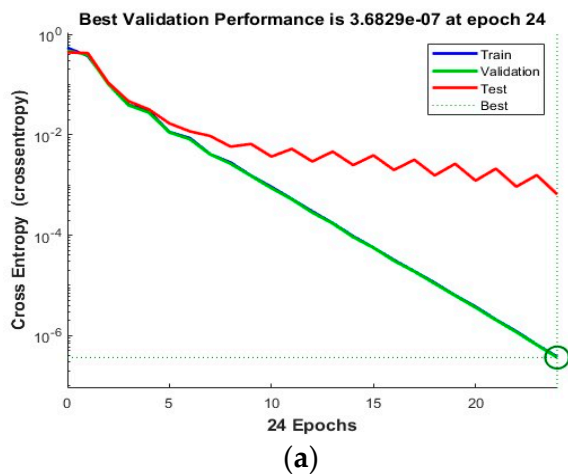 Best Validation Performance is 3.6829e-07 at epoch 24
Train
Validation
Test
Best
Cross Entropy (crossentropy)
10^0
10^-2
10^-4
10^-6
0
5
10
15
20
24 Epochs
(a)